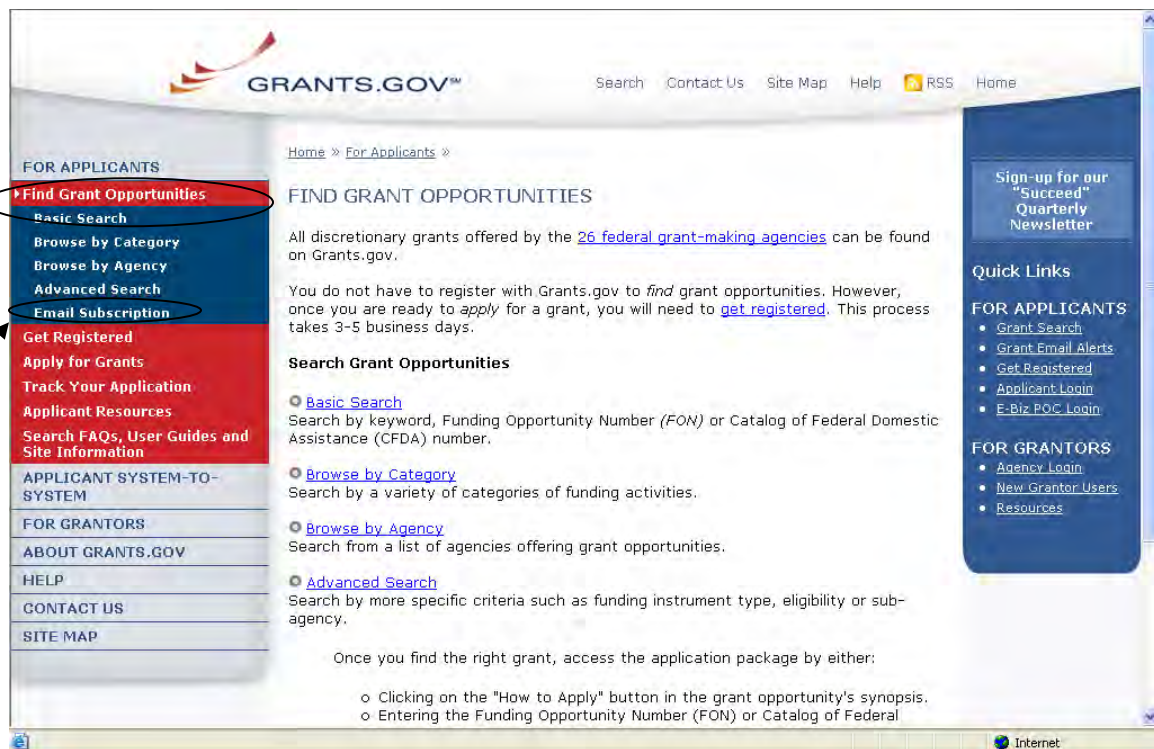 GRANTS.GOV℠
Search Contact Us Site Map Help RSS Home
FOR APPLICANTS
Find Grant Opportunities
Basic Search
Browse by Category
Browse by Agency
Advanced Search
Email Subscription
Get Registered
Apply for Grants
Track Your Application
Applicant Resources
Search FAQs, User Guides and
Site Information
APPLICANT SYSTEM-TO-
SYSTEM
FOR GRANTORS
ABOUT GRANTS.GOV
HELP
CONTACT US
SITE MAP
Home » For Applicants »
FIND GRANT OPPORTUNITIES
All discretionary grants offered by the 26 federal grant-making agencies can be found
on Grants.gov.
You do not have to register with Grants.gov to find grant opportunities. However,
once you are ready to apply for a grant, you will need to get registered. This process
takes 3-5 business days.
Search Grant Opportunities
Basic Search
Search by keyword, Funding Opportunity Number (FON) or Catalog of Federal Domestic
Assistance (CFDA) number.
Browse by Category
Search by a variety of categories of funding activities.
Browse by Agency
Search from a list of agencies offering grant opportunities.
Advanced Search
Search by more specific criteria such as funding instrument type, eligibility or sub-
agency.
Once you find the right grant, access the application package by either:
o Clicking on the "How to Apply" button in the grant opportunity's synopsis.
o Entering the Funding Opportunity Number (FON) or Catalog of Federal
Sign-up for our
"Succeed"
Quarterly
Newsletter
Quick Links
FOR APPLICANTS
• Grant Search
• Grant Email Alerts
• Get Registered
• Applicant Login
• E-Biz POC Login
FOR GRANTORS
• Agency Login
• New Grantor Users
• Resources
Internet